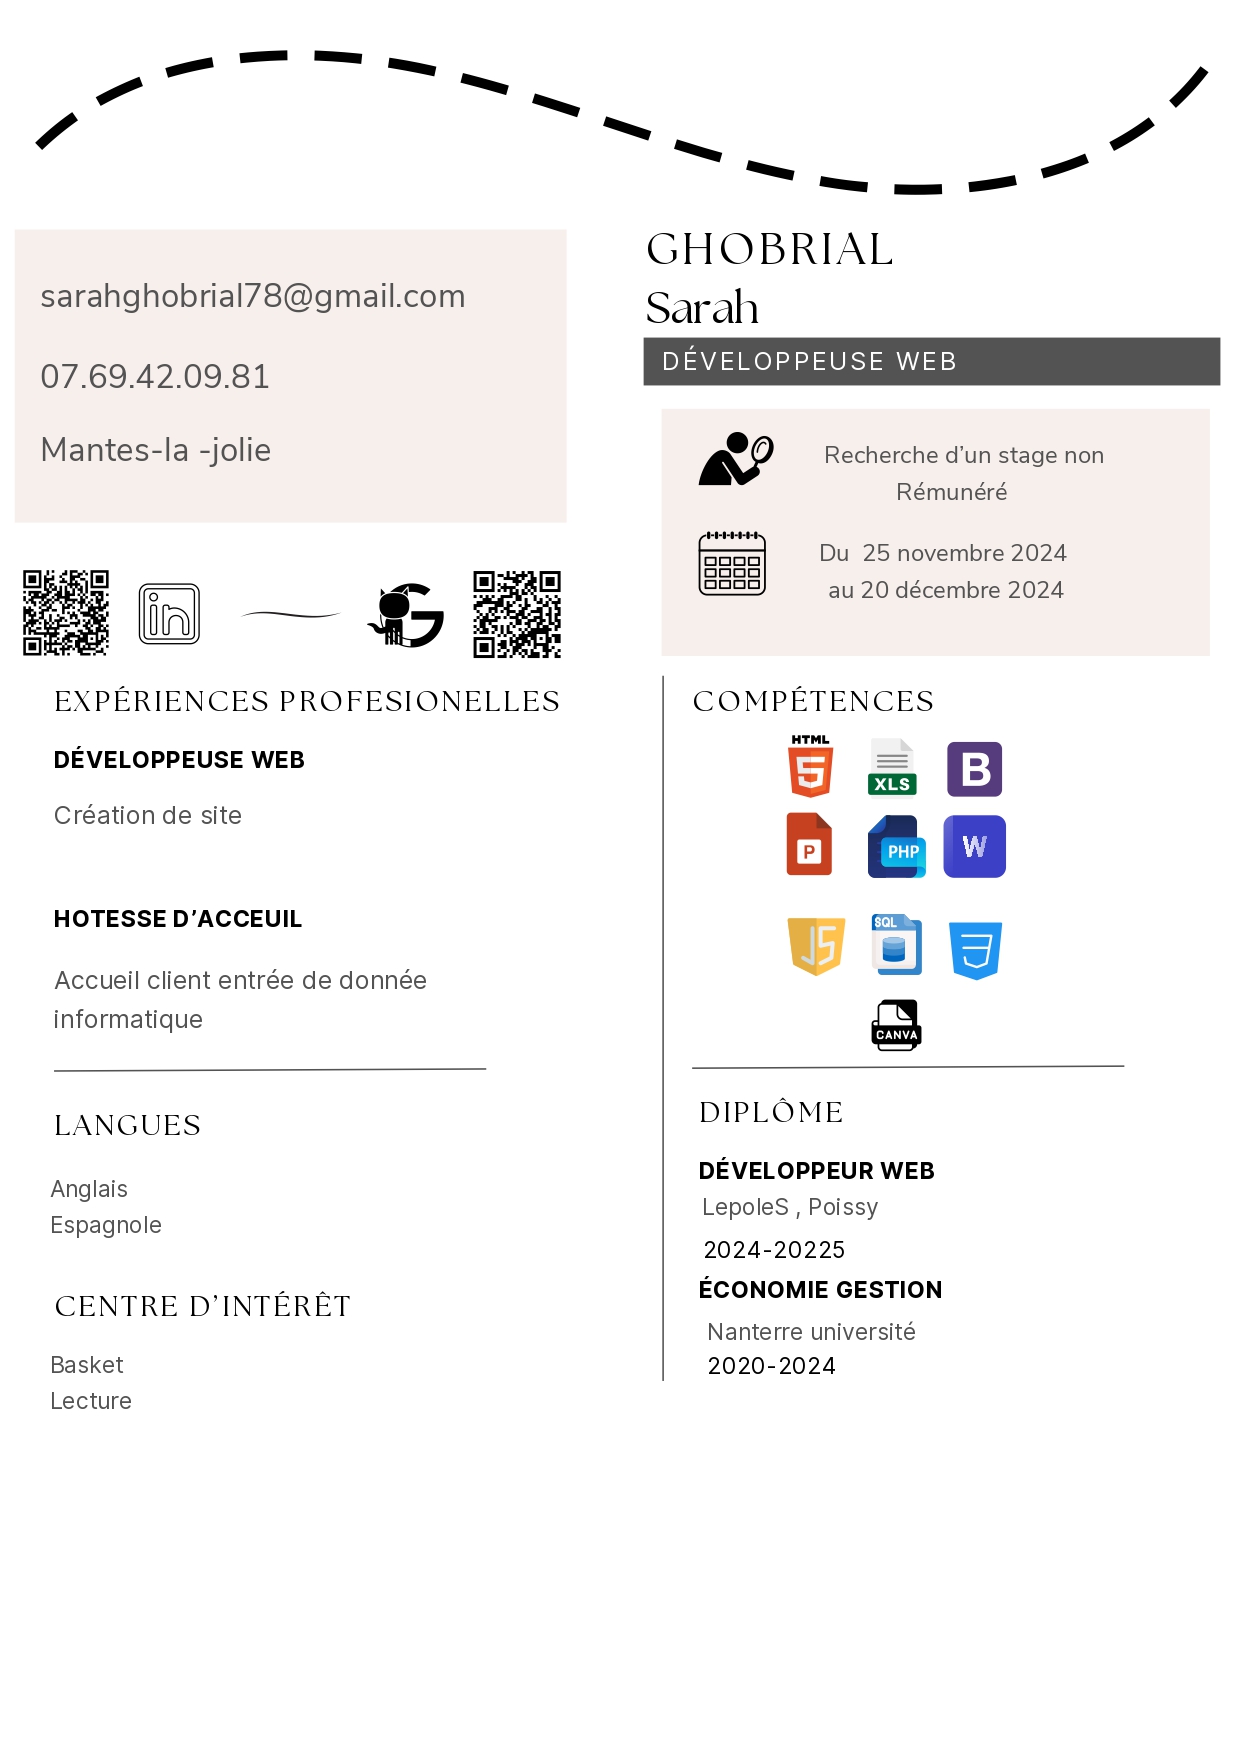 sarahghobrial78@gmail.com
07.69.42.09.81
Mantes-la -jolie
GHOBRIAL
Sarah
DÉVELOPPEUSE WEB
Recherche d’un stage non
Rémunéré
Du  25 novembre 2024
au 20 décembre 2024
in
G
EXPÉRIENCES PROFESIONELLES
DÉVELOPPEUSE WEB
Création de site
HOTESSE D’ACCEUIL
Accueil client entrée de donnée
informatique
LANGUES
Anglais
Espagnole
CENTRE D’INTÉRÊT
Basket
Lecture
COMPÉTENCES
HTML
5
XLS
B
P
PHP
W
JS
SQL
3
CANVA
DIPLÔME
DÉVELOPPEUR WEB
LepoleS , Poissy
2024-20225
ÉCONOMIE GESTION
Nanterre université
2020-2024